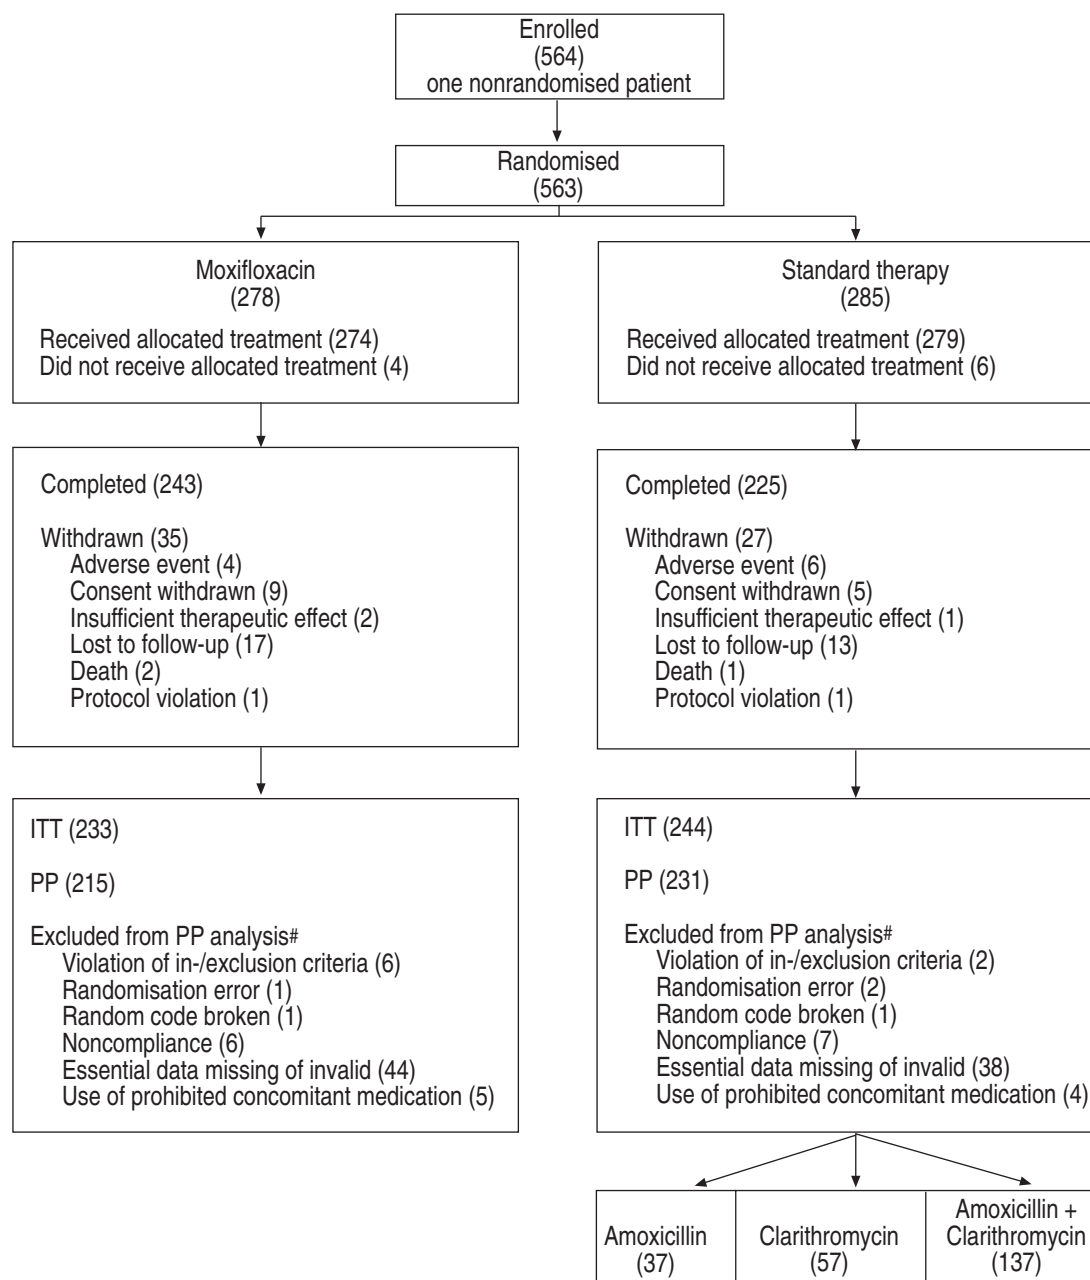 Enrolled
(564)
one nonrandomised patient
Randomised
(563)
Moxifloxacin
(278)
Received allocated treatment (274)
Did not receive allocated treatment (4)
Standard therapy
(285)
Received allocated treatment (279)
Did not receive allocated treatment (6)
Completed (243)
Withdrawn (35)
Adverse event (4)
Consent withdrawn (9)
Insufficient therapeutic effect (2)
Lost to follow-up (17)
Death (2)
Protocol violation (1)
Completed (225)
Withdrawn (27)
Adverse event (6)
Consent withdrawn (5)
Insufficient therapeutic effect (1)
Lost to follow-up (13)
Death (1)
Protocol violation (1)
ITT (233)
PP (215)
Excluded from PP analysis#
Violation of in-/exclusion criteria (6)
Randomisation error (1)
Random code broken (1)
Noncompliance (6)
Essential data missing of invalid (44)
Use of prohibited concomitant medication (5)
ITT (244)
PP (231)
Excluded from PP analysis#
Violation of in-/exclusion criteria (2)
Randomisation error (2)
Random code broken (1)
Noncompliance (7)
Essential data missing of invalid (38)
Use of prohibited concomitant medication (4)
Amoxicillin
(37)
Clarithromycin
(57)
Amoxicillin +
Clarithromycin
(137)